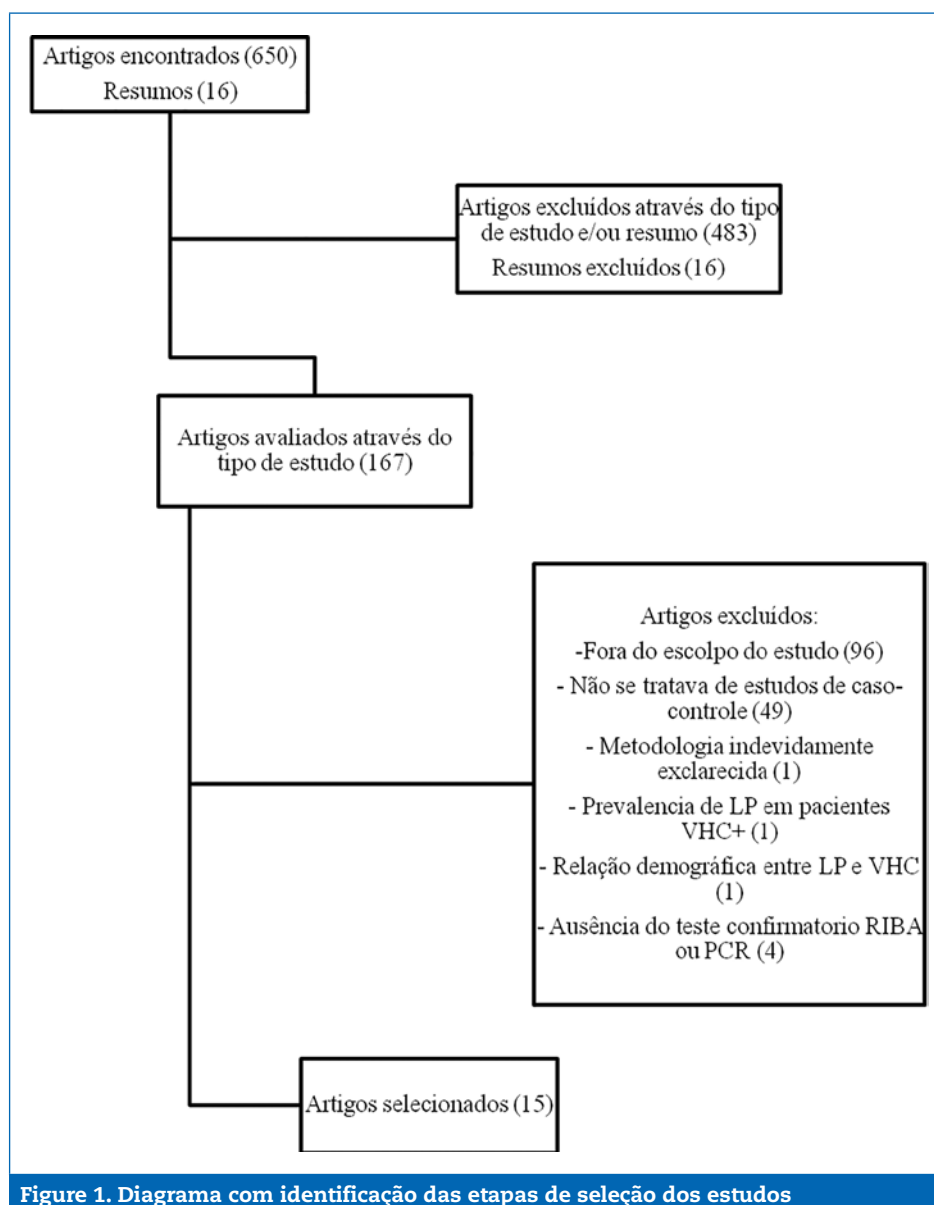 Artigos encontrados (650)
Resumos (16)
Artigos excluídos através do tipo
de estudo e/ou resumo (483)
Resumos excluídos (16)
Artigos avaliados através do
tipo de estudo (167)
Artigos excluídos:
-Fora do escolpo do estudo (96)
- Não se tratava de estudos de caso-
controle (49)
- Metodologia indevidamente
exclarecida (1)
- Prevalencia de LP em pacientes
VHC+ (1)
- Relação demográfica entre LP e VHC
(1)
- Ausência do teste confirmatorio RIBA
ou PCR (4)
Artigos selecionados (15)
Figure 1. Diagrama com identificação das etapas de seleção dos estudos